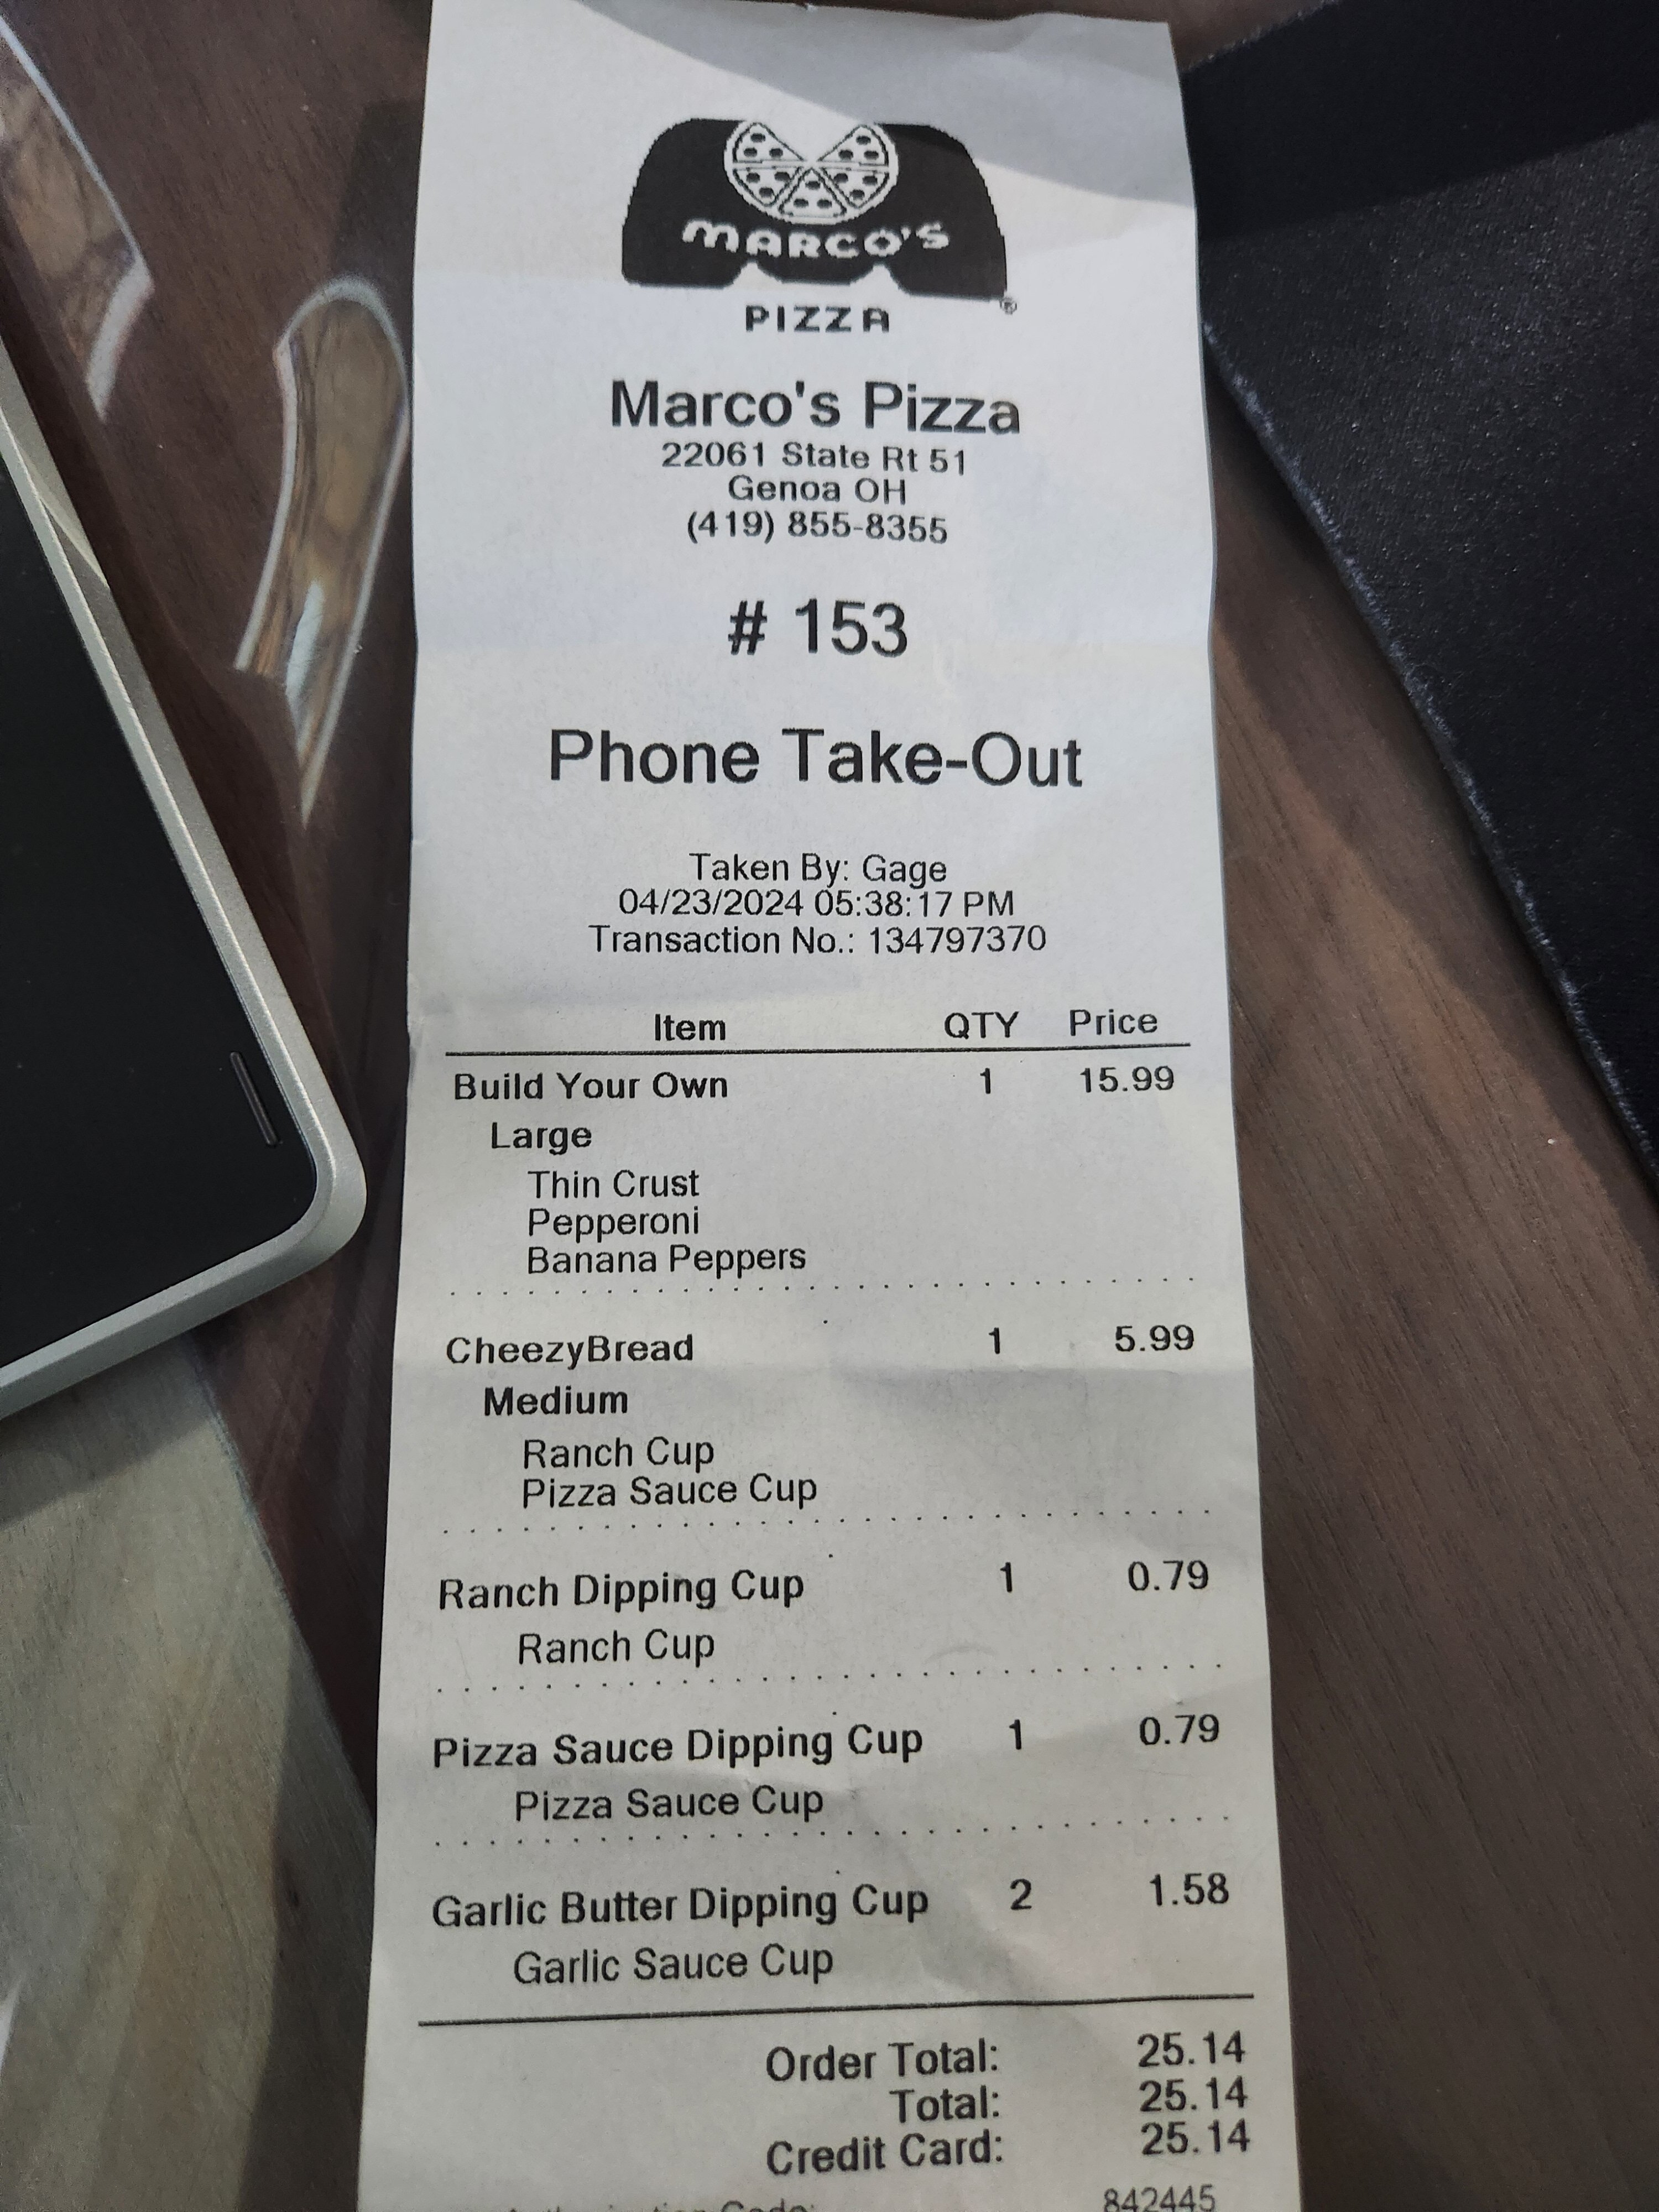 MARCO'S
PIZZA
Marco's Pizza
22061 State Rt 51
Genoa OH
(419) 855-8355
# 153
Phone Take-Out
Taken By: Gage
04/23/2024 05:38:17 PM
Transaction No.: 134797370
Item QTY Price
Build Your Own 1 15.99
Large
Thin Crust
Pepperoni
Banana Peppers
CheezyBread 1 5.99
Medium
Ranch Cup
Pizza Sauce Cup
Ranch Dipping Cup 1 0.79
Ranch Cup
Pizza Sauce Dipping Cup 1 0.79
Pizza Sauce Cup
Garlic Butter Dipping Cup 2 1.58
Garlic Sauce Cup
Order Total: 25.14
Total: 25.14
Credit Card: 25.14
Code: 842445